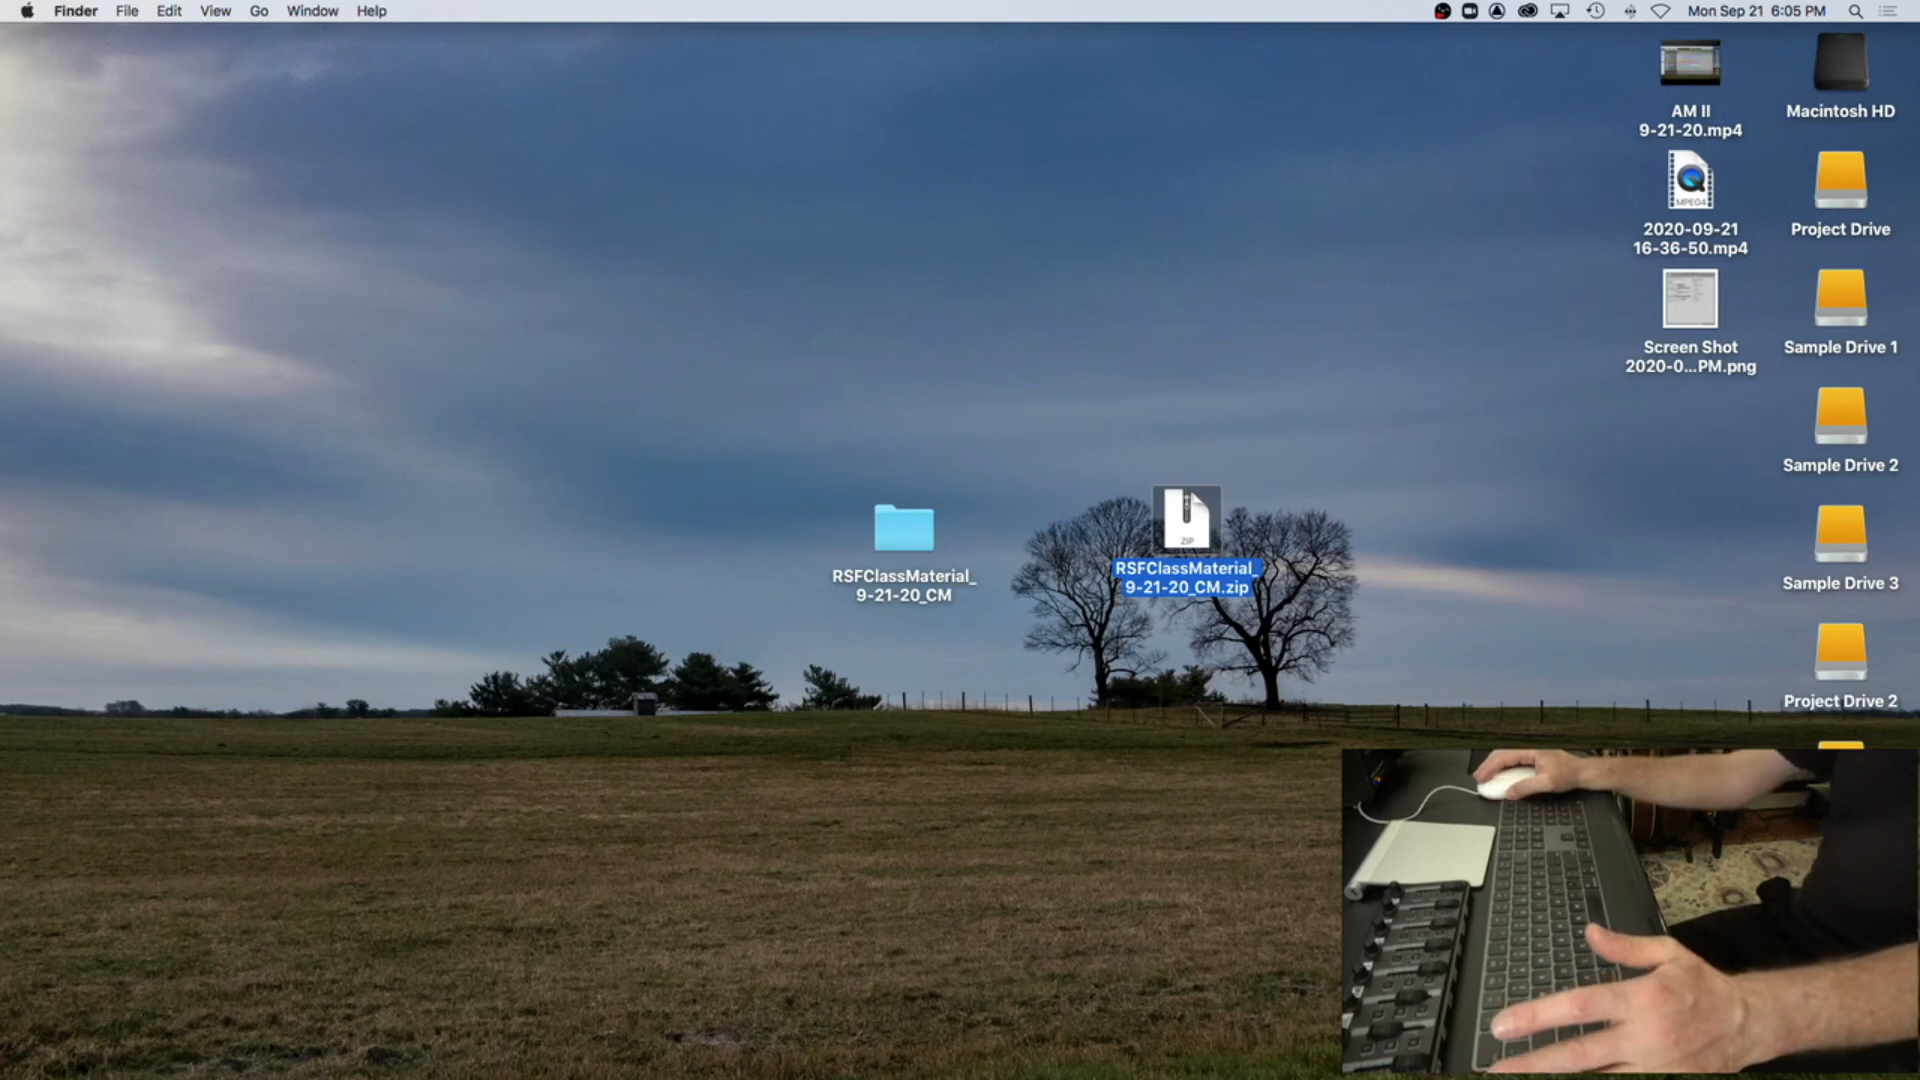 Finder File Edit View Go Window Help
Mon Sep 21 6:05 PM
AM II
9-21-20.mp4
Macintosh HD
MPEG4
2020-09-21
16-36-50.mp4
Project Drive
Screen Shot
2020-0...PM.png
Sample Drive 1
Sample Drive 2
ZIP
RSFClassMaterial_
9-21-20_CM
RSFClassMaterial_
9-21-20_CM.zip
Sample Drive 3
Project Drive 2